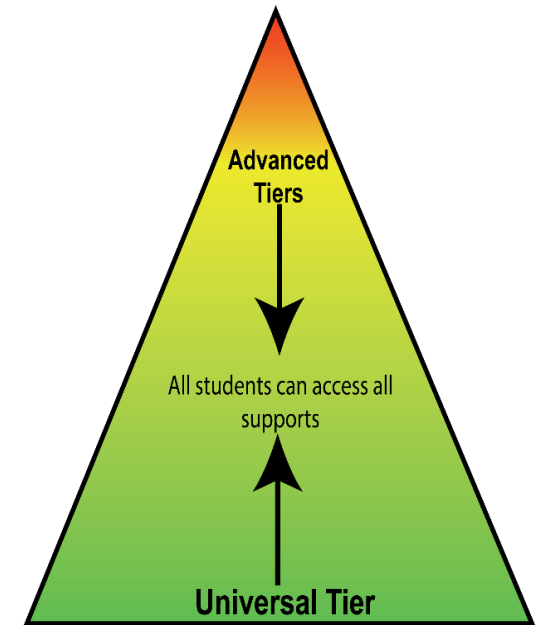 Advanced
Tiers
All students can access all
supports
Universal Tier